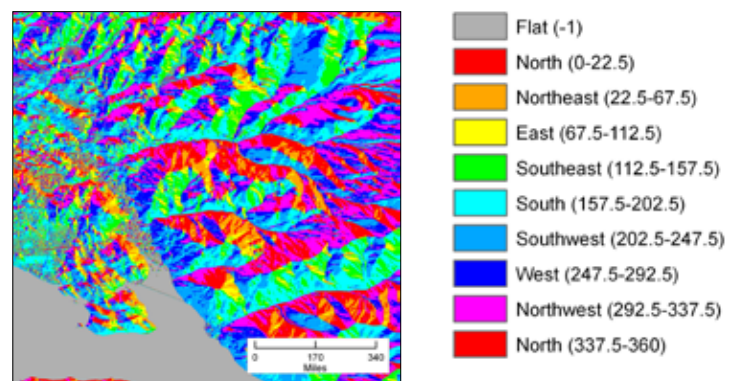 Flat (-1)
North (0-22.5)
Northeast (22.5-67.5)
East (67.5-112.5)
Southeast (112.5-157.5)
South (157.5-202.5)
Southwest (202.5-247.5)
West (247.5-292.5)
Northwest (292.5-337.5)
North (337.5-360)
0 170 340
Miles